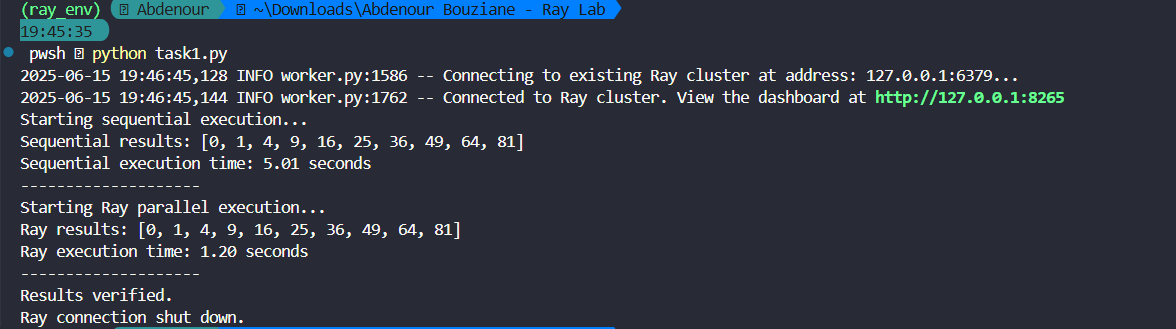 (ray_env) Abdenour ~\Downloads\Abdenour Bouziane - Ray Lab
19:45:35
pwsh python task1.py
2025-06-15 19:46:45,128 INFO worker.py:1586 -- Connecting to existing Ray cluster at address: 127.0.0.1:6379...
2025-06-15 19:46:45,144 INFO worker.py:1762 -- Connected to Ray cluster. View the dashboard at http://127.0.0.1:8265
Starting sequential execution...
Sequential results: [0, 1, 4, 9, 16, 25, 36, 49, 64, 81]
Sequential execution time: 5.01 seconds
--------------------
Starting Ray parallel execution...
Ray results: [0, 1, 4, 9, 16, 25, 36, 49, 64, 81]
Ray execution time: 1.20 seconds
--------------------
Results verified.
Ray connection shut down.